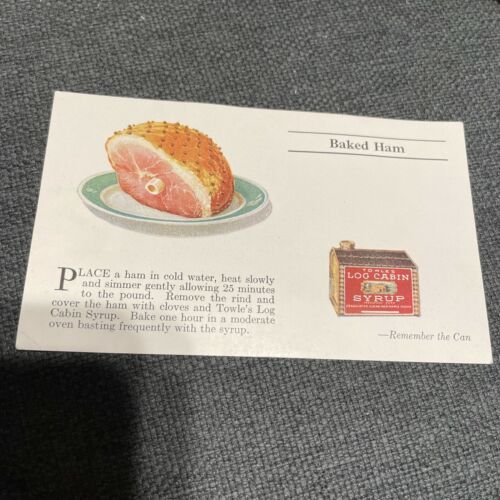 Baked Ham
PLACE a ham in cold water, heat slowly
and simmer gently allowing 25 minutes
to the pound. Remove the rind and
cover the ham with cloves and Towle's Log
Cabin Syrup. Bake one hour in a moderate
oven basting frequently with the syrup.
TOWLE'S
LOG CABIN
SYRUP
—Remember the Can